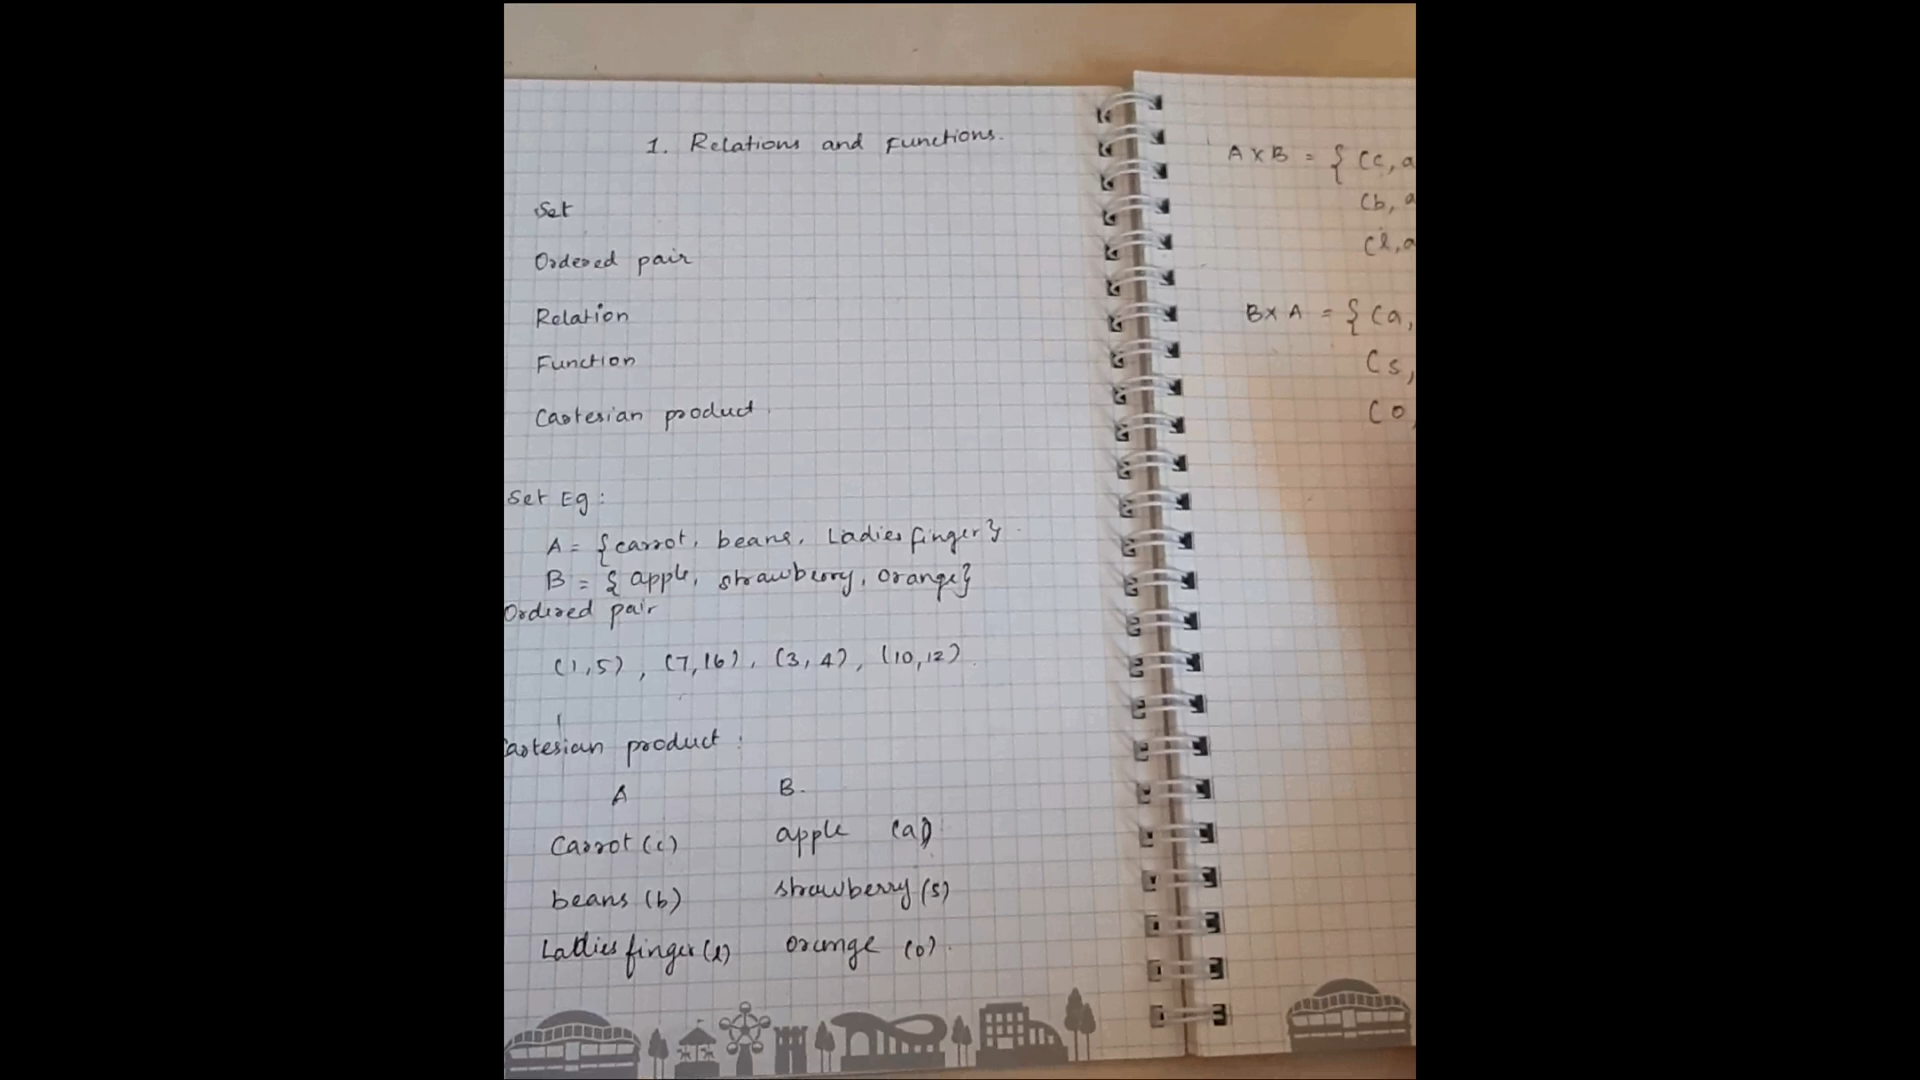 1. Relations and Functions.
Set
Ordered pair
Relation
Function
Cartesian product.
Set Eg :
A = {carrot, beans, Ladies finger}.
B = { apple, strawberry, orange}
Ordered pair
(1,5), (7,16), (3,4), (10,12).
Cartesian product :
A B.
Carrot (c) apple (a)
beans (b) strawberry (s)
Ladies finger (l) orange (o).
A X B = { (c, a
(b, a
(l, a
B X A = { (a,
(s,
(o,